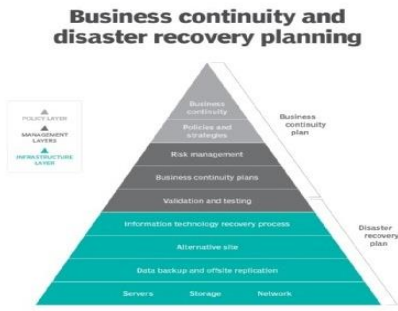 Business continuity and
disaster recovery planning
POLICY LAYER
MANAGEMENT
LAYERS
INFRASTRUCTURE
LAYER
Business
continuity
Policies and
strategies
Risk management
Business continuity plans
Validation and testing
Information technology recovery process
Alternative site
Data backup and offsite replication
Servers Storage Network
Business
continuity
plan
Disaster
recovery
plan